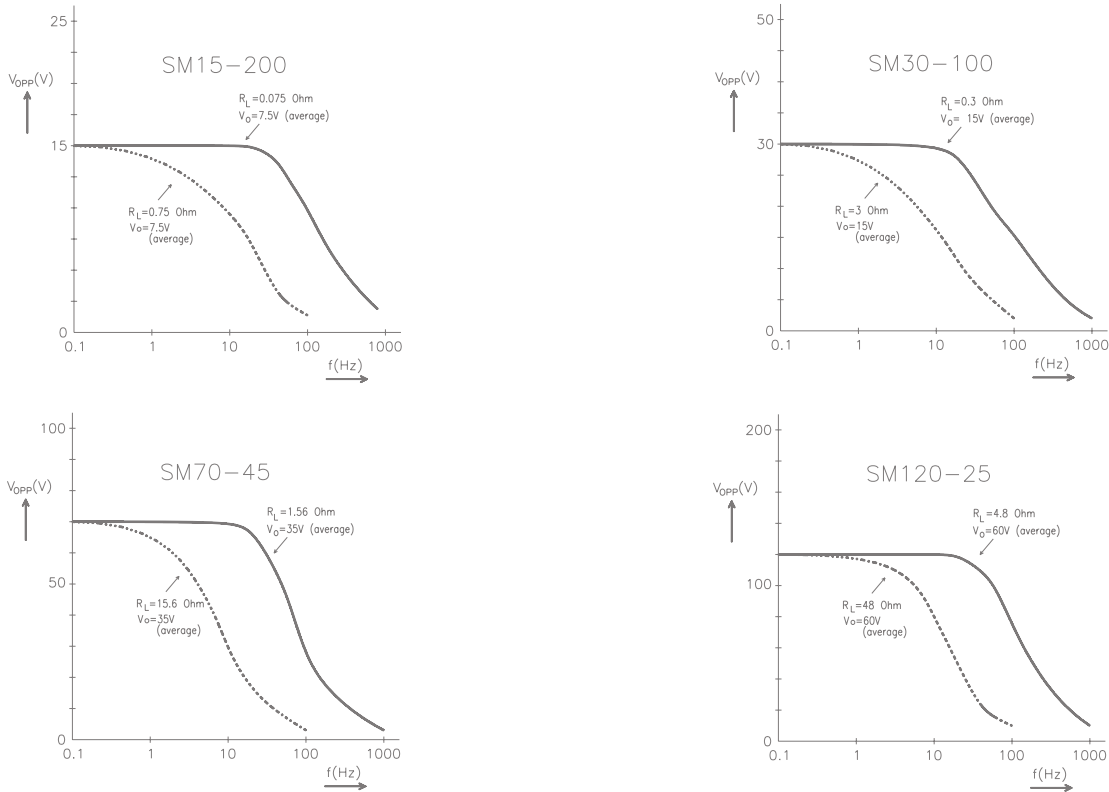 25
SM15-200
V_OPP(V)
R_L=0.075 Ohm
V_O=7.5V (average)
15
R_L=0.75 Ohm
V_O=7.5V
(average)
0
0.1 1 10 100 1000
f(Hz)
50
SM30-100
V_OPP(V)
R_L=0.3 Ohm
V_O= 15V (average)
30
R_L=3 Ohm
V_O=15V
(average)
0
0.1 1 10 100 1000
f(Hz)
100
SM70-45
V_OPP(V)
R_L=1.56 Ohm
V_O=35V (average)
50
R_L=15.6 Ohm
V_O=35V
(average)
0
0.1 1 10 100 1000
f(Hz)
200
SM120-25
V_OPP(V)
R_L=4.8 Ohm
V_O=60V (average)
100
R_L=48 Ohm
V_O=60V
(average)
0
0.1 1 10 100 1000
f(Hz)